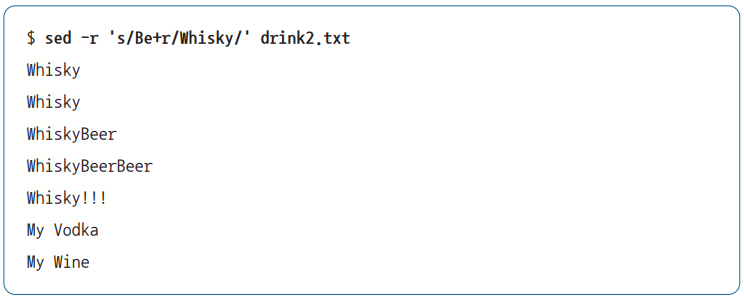 $ sed -r 's/Be+r/Whisky/' drink2.txt
Whisky
Whisky
WhiskyBeer
WhiskyBeerBeer
Whisky!!!
My Vodka
My Wine